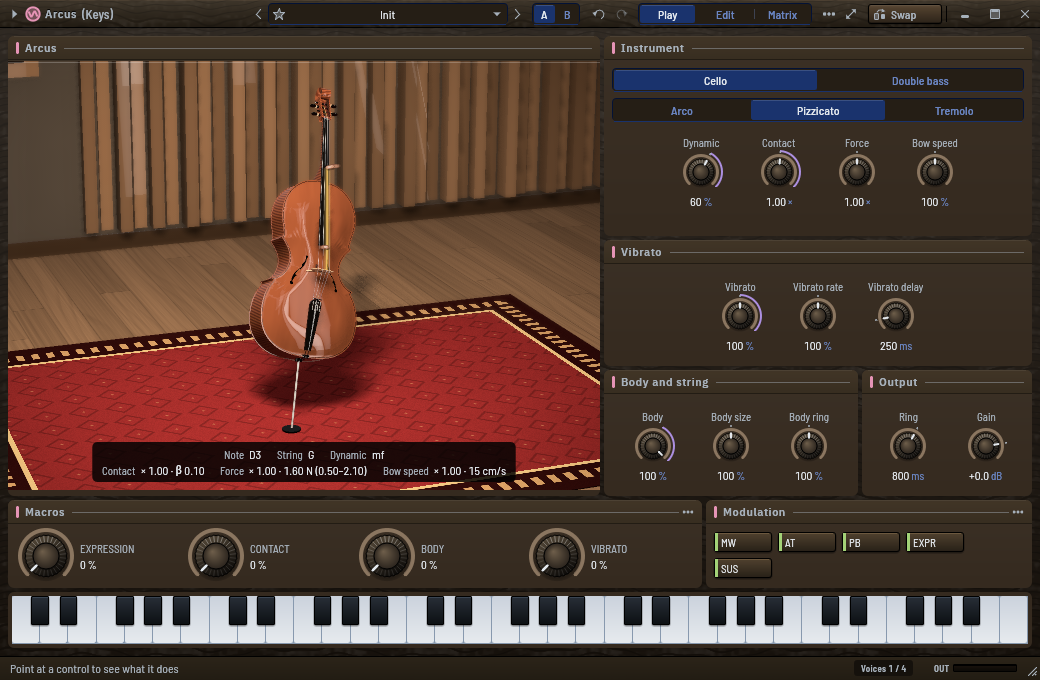 Arcus (Keys)
Init
A B
Play Edit Matrix
Swap
Arcus
Note D3 String G Dynamic mf
Contact × 1.00 · β 0.10 Force × 1.00 · 1.60 N (0.50–2.10) Bow speed × 1.00 · 15 cm/s
Instrument
Cello Double bass
Arco Pizzicato Tremolo
Dynamic Contact Force Bow speed
60 % 1.00 × 1.00 × 100 %
Vibrato
Vibrato Vibrato rate Vibrato delay
100 % 100 % 250 ms
Body and string
Body Body size Body ring
100 % 100 % 100 %
Output
Ring Gain
800 ms +0.0 dB
Macros
EXPRESSION
0 %
CONTACT
0 %
BODY
0 %
VIBRATO
0 %
Modulation
MW AT PB EXPR
SUS
Point at a control to see what it does
Voices 1 / 4
OUT